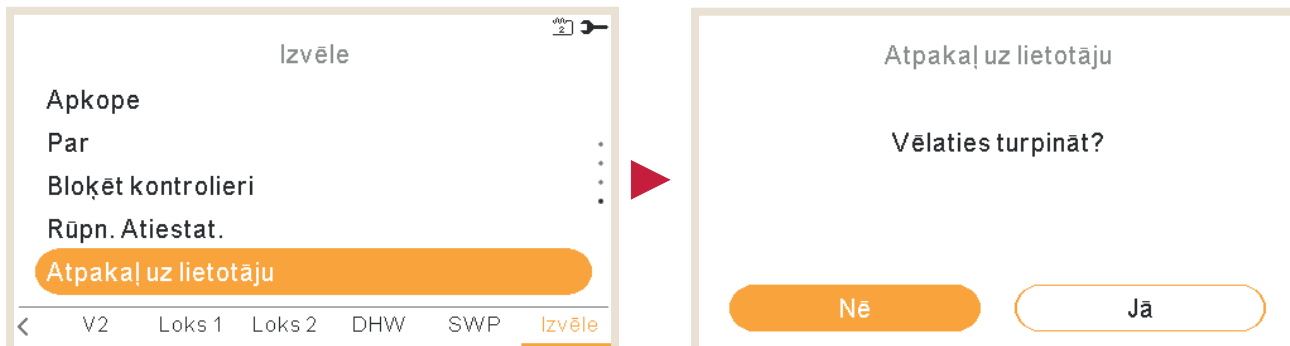 2
Izvēle
Apkope
Par
Bloķēt kontrolieri
Rūpn. Atiestat.
Atpakaļ uz lietotāju
< V2 Loks 1 Loks 2 DHW SWP Izvēle
Atpakaļ uz lietotāju
Vēlaties turpināt?
Nē Jā